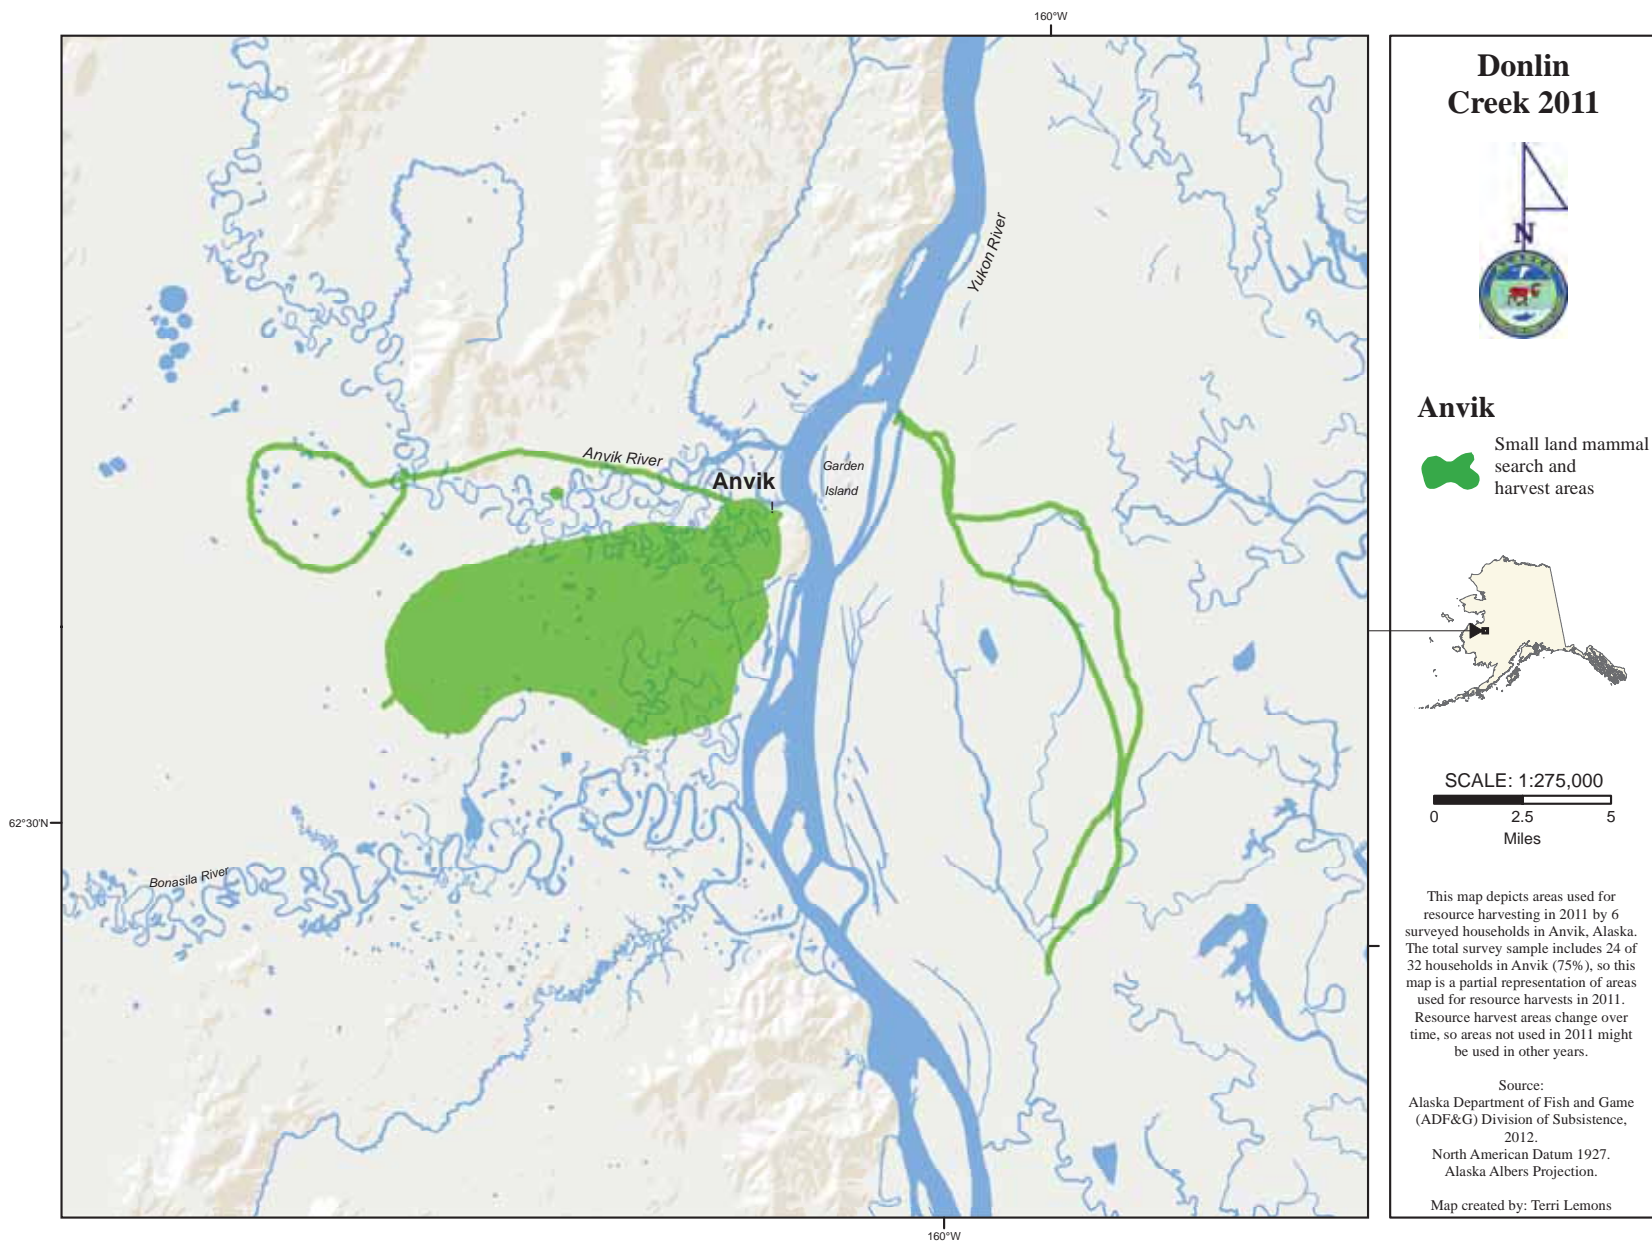 160°W
Yukon River
Anvik River
Anvik
!
Garden
Island
62°30'N
Bonasila River
160°W
Donlin
Creek 2011
N
Anvik
Small land mammal
search and
harvest areas
SCALE: 1:275,000
0 2.5 5
Miles
This map depicts areas used for
resource harvesting in 2011 by 6
surveyed households in Anvik, Alaska.
The total survey sample includes 24 of
32 households in Anvik (75%), so this
map is a partial representation of areas
used for resource harvests in 2011.
Resource harvest areas change over
time, so areas not used in 2011 might
be used in other years.
Source:
Alaska Department of Fish and Game
(ADF&G) Division of Subsistence,
2012.
North American Datum 1927.
Alaska Albers Projection.
Map created by: Terri Lemons